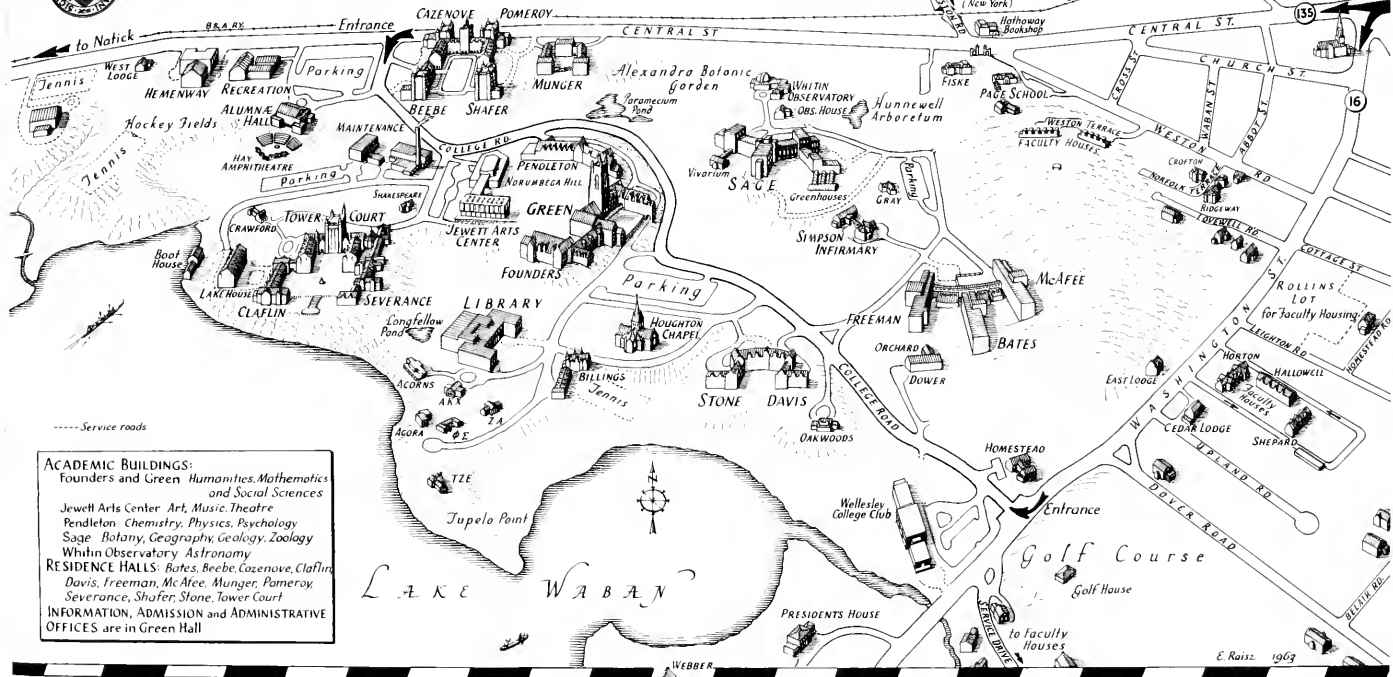 (New York)
WESTON RD
Hathaway
Bookshop
135
CAZENOVE POMEROY
B.&A.RY.
Entrance
to Natick
CENTRAL ST
CENTRAL ST.
CHURCH ST.
16
Tennis
WEST
LODGE
HEMENWAY
RECREATION
Parking
BEEBE
SHAFER
MUNGER
Alexandra Botanic
Garden
Paramecium
Pond
WHITIN
OBSERVATORY
OBS. HOUSE
Hunnewell
Arboretum
FISKE
PAGE SCHOOL
CROSS ST
WABAN ST
ABBOT ST.
Hockey Fields
ALUMNÆ
HALL
HAY
AMPITHEATRE
MAINTENANCE
COLLEGE RD.
PENDLETON
NORUMBEGA HILL
GREEN
Vivarium
SAGE
Greenhouses
Parking
GRAY
WESTON TERRACE
FACULTY HOUSES
WESTON RD
CROFTON
NORFOLK TERRACE
RIDGEWAY
LOVEWELL RD.
Tennis
Parking
SHAKESPEARE
TOWER COURT
CRAWFORD
JEWETT ARTS
CENTER
SIMPSON
INFIRMARY
Boat
House
LAKE HOUSE
CLAFLIN
SEVERANCE
FOUNDERS
Parking
LIBRARY
Longfellow
Pond
HOUGHTON
CHAPEL
FREEMAN
McAFEE
BATES
COTTAGE ST
ROLLINS
LOT
for Faculty Housing
LEIGHTON RD
HOMESTEAD RD
ORCHARD
DOWER
ACORNS
AKX
ZA
AGORA
ΦΣ
TZE
BILLINGS
Tennis
STONE DAVIS
OAKWOODS
COLLEGE ROAD
EAST LODGE
WASHINGTON ST.
HORTON
HALLOWELL
Faculty
Houses
CEDAR LODGE
SHEPARD
UPLAND RD
DOVER ROAD
HOMESTEAD
Entrance
Wellesley
College Club
Tupelo Point
LAKE WABAN
Golf Course
Golf House
BELAIR RD.
PRESIDENTS HOUSE
SERVICE DRIVE
to Faculty
Houses
---- Service roads
ACADEMIC BUILDINGS:
Founders and Green Humanities, Mathematics
and Social Sciences
Jewett Arts Center Art, Music, Theatre
Pendleton Chemistry, Physics, Psychology
Sage Botany, Geography, Geology, Zoology
Whitin Observatory Astronomy
RESIDENCE HALLS: Bates, Beebe, Cazenove, Claflin,
Davis, Freeman, McAfee, Munger, Pomeroy,
Severance, Shafer, Stone, Tower Court
INFORMATION, ADMISSION and ADMINISTRATIVE
OFFICES are in Green Hall
WEBBER
E. Raisz 1963